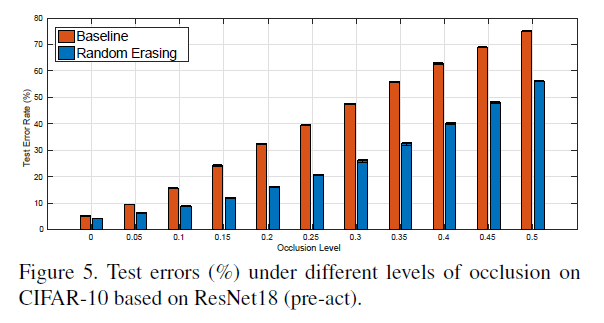 80
70
60
50
40
30
20
10
0
Test Error Rate (%)
Baseline
Random Erasing
0 0.05 0.1 0.15 0.2 0.25 0.3 0.35 0.4 0.45 0.5
Occlusion Level
Figure 5. Test errors (%) under different levels of occlusion on
CIFAR-10 based on ResNet18 (pre-act).